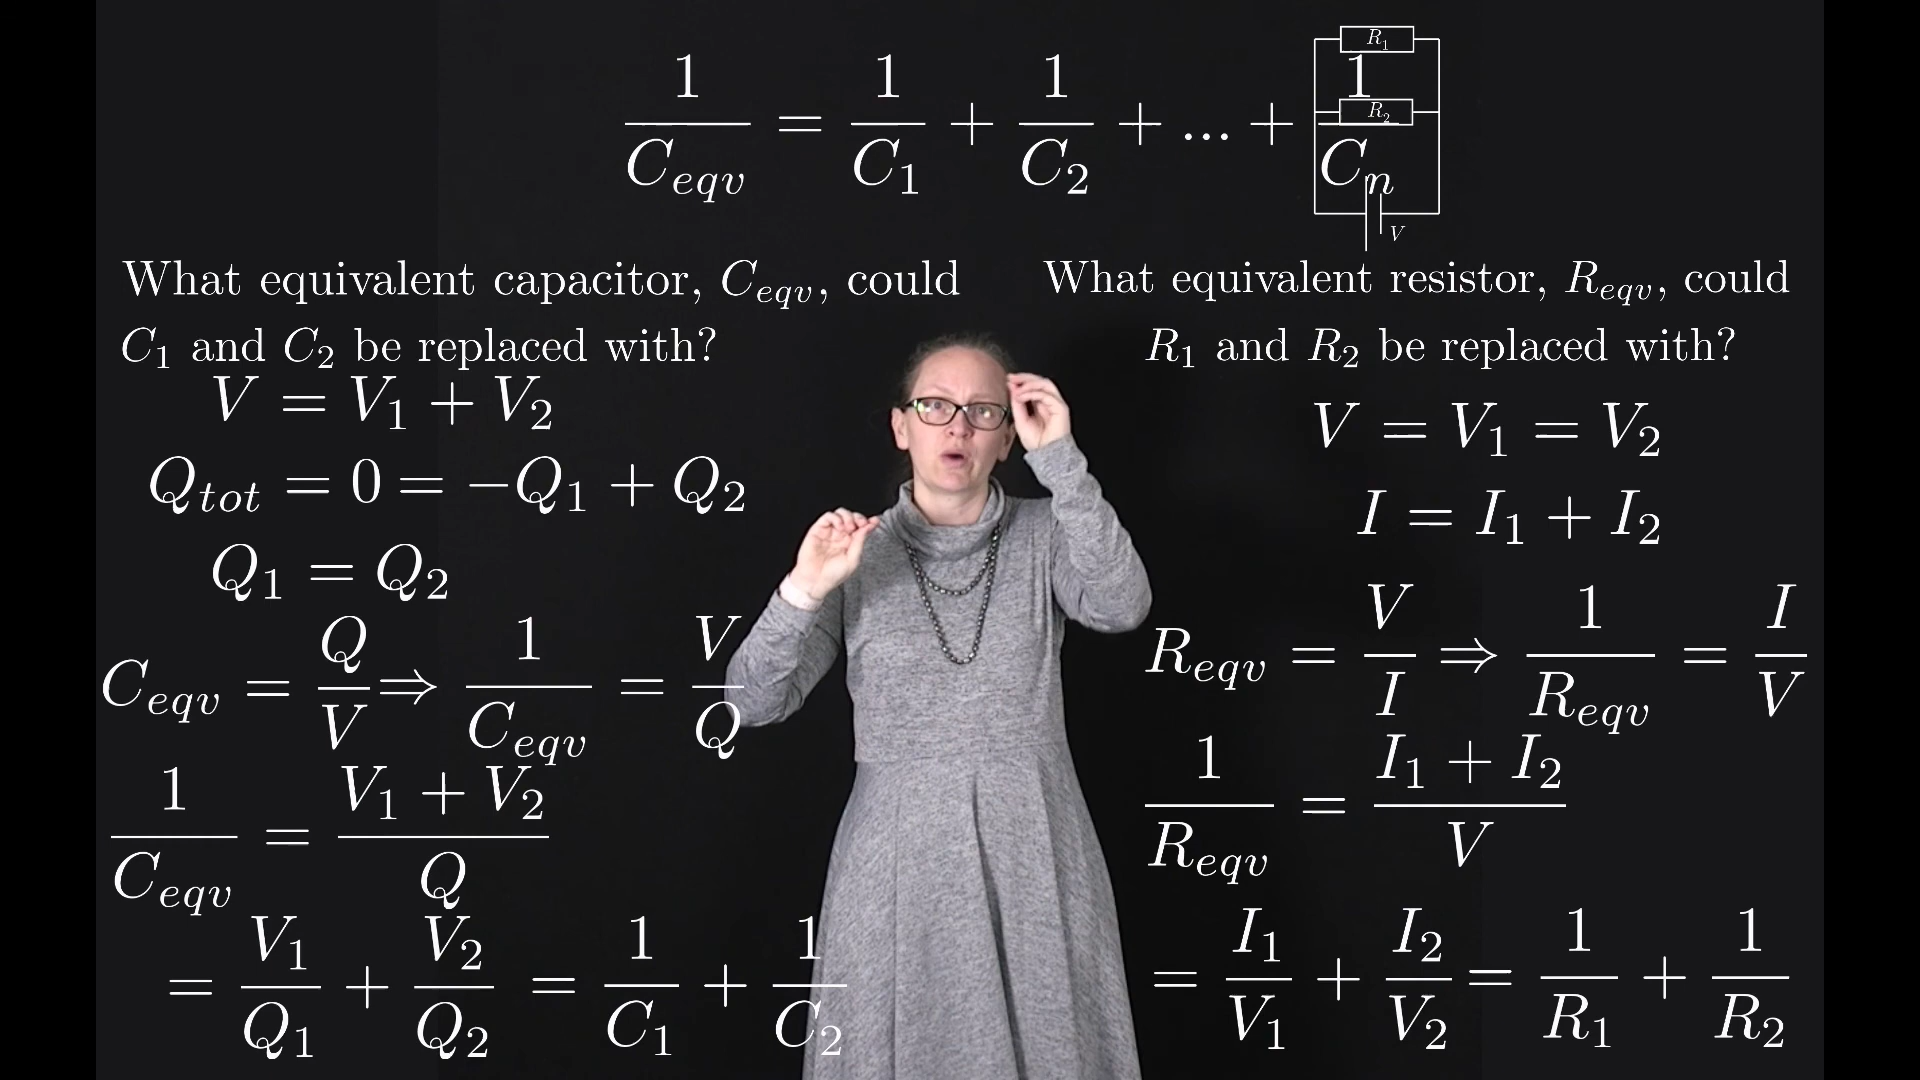 1/C_eqv = 1/C_1 + 1/C_2 + ... + 1/C_n
R_1
R_2
V
What equivalent capacitor, C_eqv, could
C_1 and C_2 be replaced with?
V = V_1 + V_2
Q_tot = 0 = -Q_1 + Q_2
Q_1 = Q_2
C_eqv = Q/V ⇒ 1/C_eqv = V/Q
1/C_eqv = (V_1 + V_2)/Q
= V_1/Q_1 + V_2/Q_2 = 1/C_1 + 1/C_2
What equivalent resistor, R_eqv, could
R_1 and R_2 be replaced with?
V = V_1 = V_2
I = I_1 + I_2
R_eqv = V/I ⇒ 1/R_eqv = I/V
1/R_eqv = (I_1 + I_2)/V
= I_1/V_1 + I_2/V_2 = 1/R_1 + 1/R_2